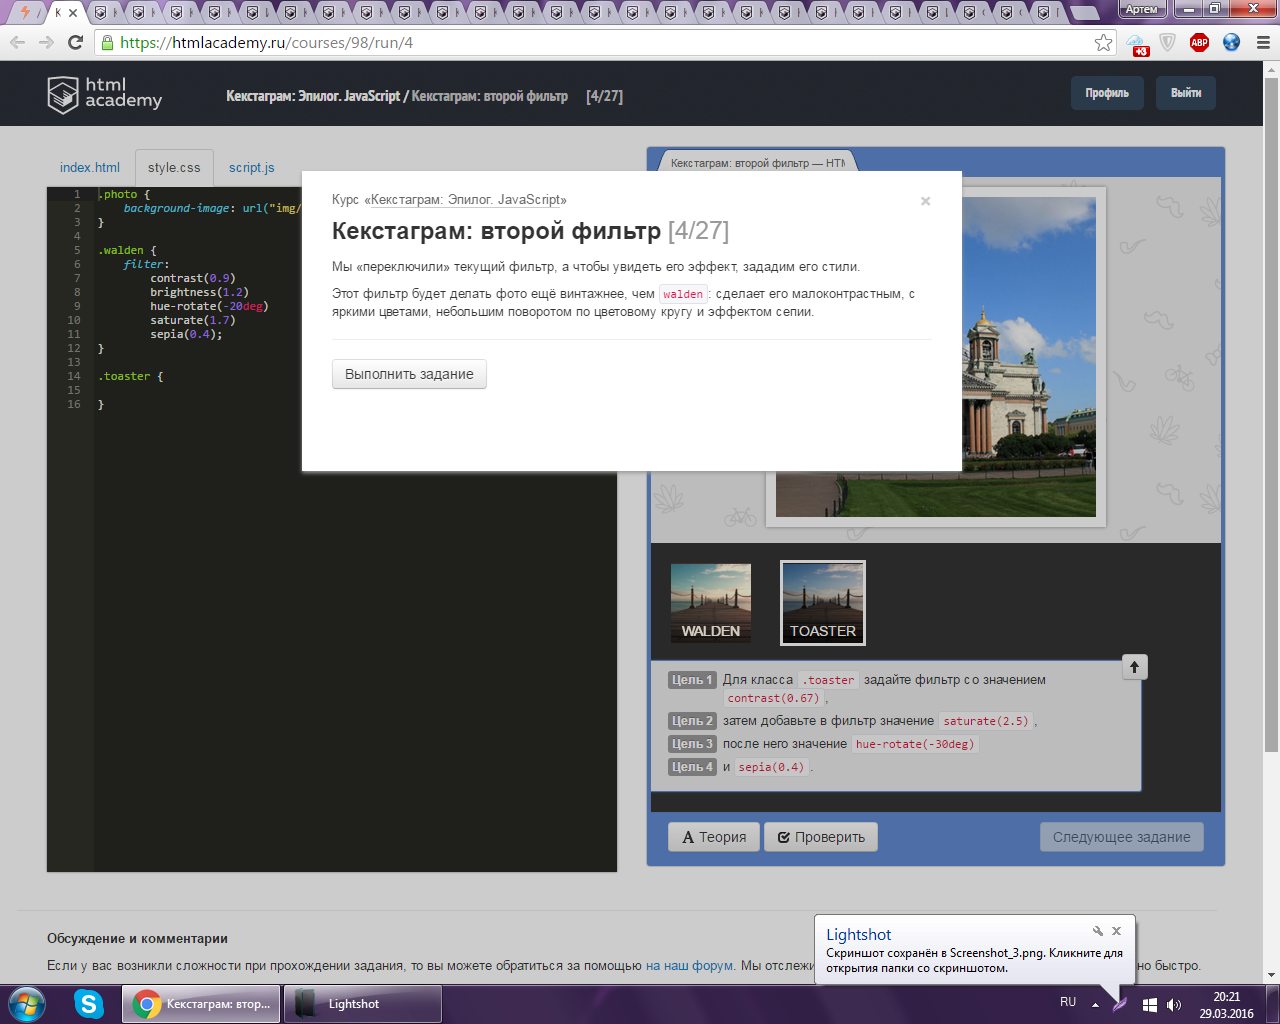 Артем
https://htmlacademy.ru/courses/98/run/4
+3
ABP
html
academy
Кекстаграм: Эпилог. JavaScript / Кекстаграм: второй фильтр [4/27]
Профиль
Выйти
index.html
style.css
script.js
Кекстаграм: второй фильтр — HTM
1 .photo {
2 background-image: url("img/
3 }
4
5 .walden {
6 filter:
7 contrast(0.9)
8 brightness(1.2)
9 hue-rotate(-20deg)
10 saturate(1.7)
11 sepia(0.4);
12 }
13
14 .toaster {
15
16 }
Курс «Кекстаграм: Эпилог. JavaScript»
×
Кекстаграм: второй фильтр [4/27]
Мы «переключили» текущий фильтр, а чтобы увидеть его эффект, зададим его стили.
Этот фильтр будет делать фото ещё винтажнее, чем walden: сделает его малоконтрастным, с
яркими цветами, небольшим поворотом по цветовому кругу и эффектом сепии.
Выполнить задание
WALDEN
TOASTER
Цель 1 Для класса .toaster задайте фильтр со значением
contrast(0.67),
Цель 2 затем добавьте в фильтр значение saturate(2.5),
Цель 3 после него значение hue-rotate(-30deg)
Цель 4 и sepia(0.4).
Теория
Проверить
Следующее задание
Обсуждение и комментарии
Если у вас возникли сложности при прохождении задания, то вы можете обратиться за помощью на наш форум. Мы отслежи
но быстро.
Lightshot
Скриншот сохранён в Screenshot_3.png. Кликните для
открытия папки со скриншотом.
Кекстаграм: втор...
Lightshot
RU
20:21
29.03.2016